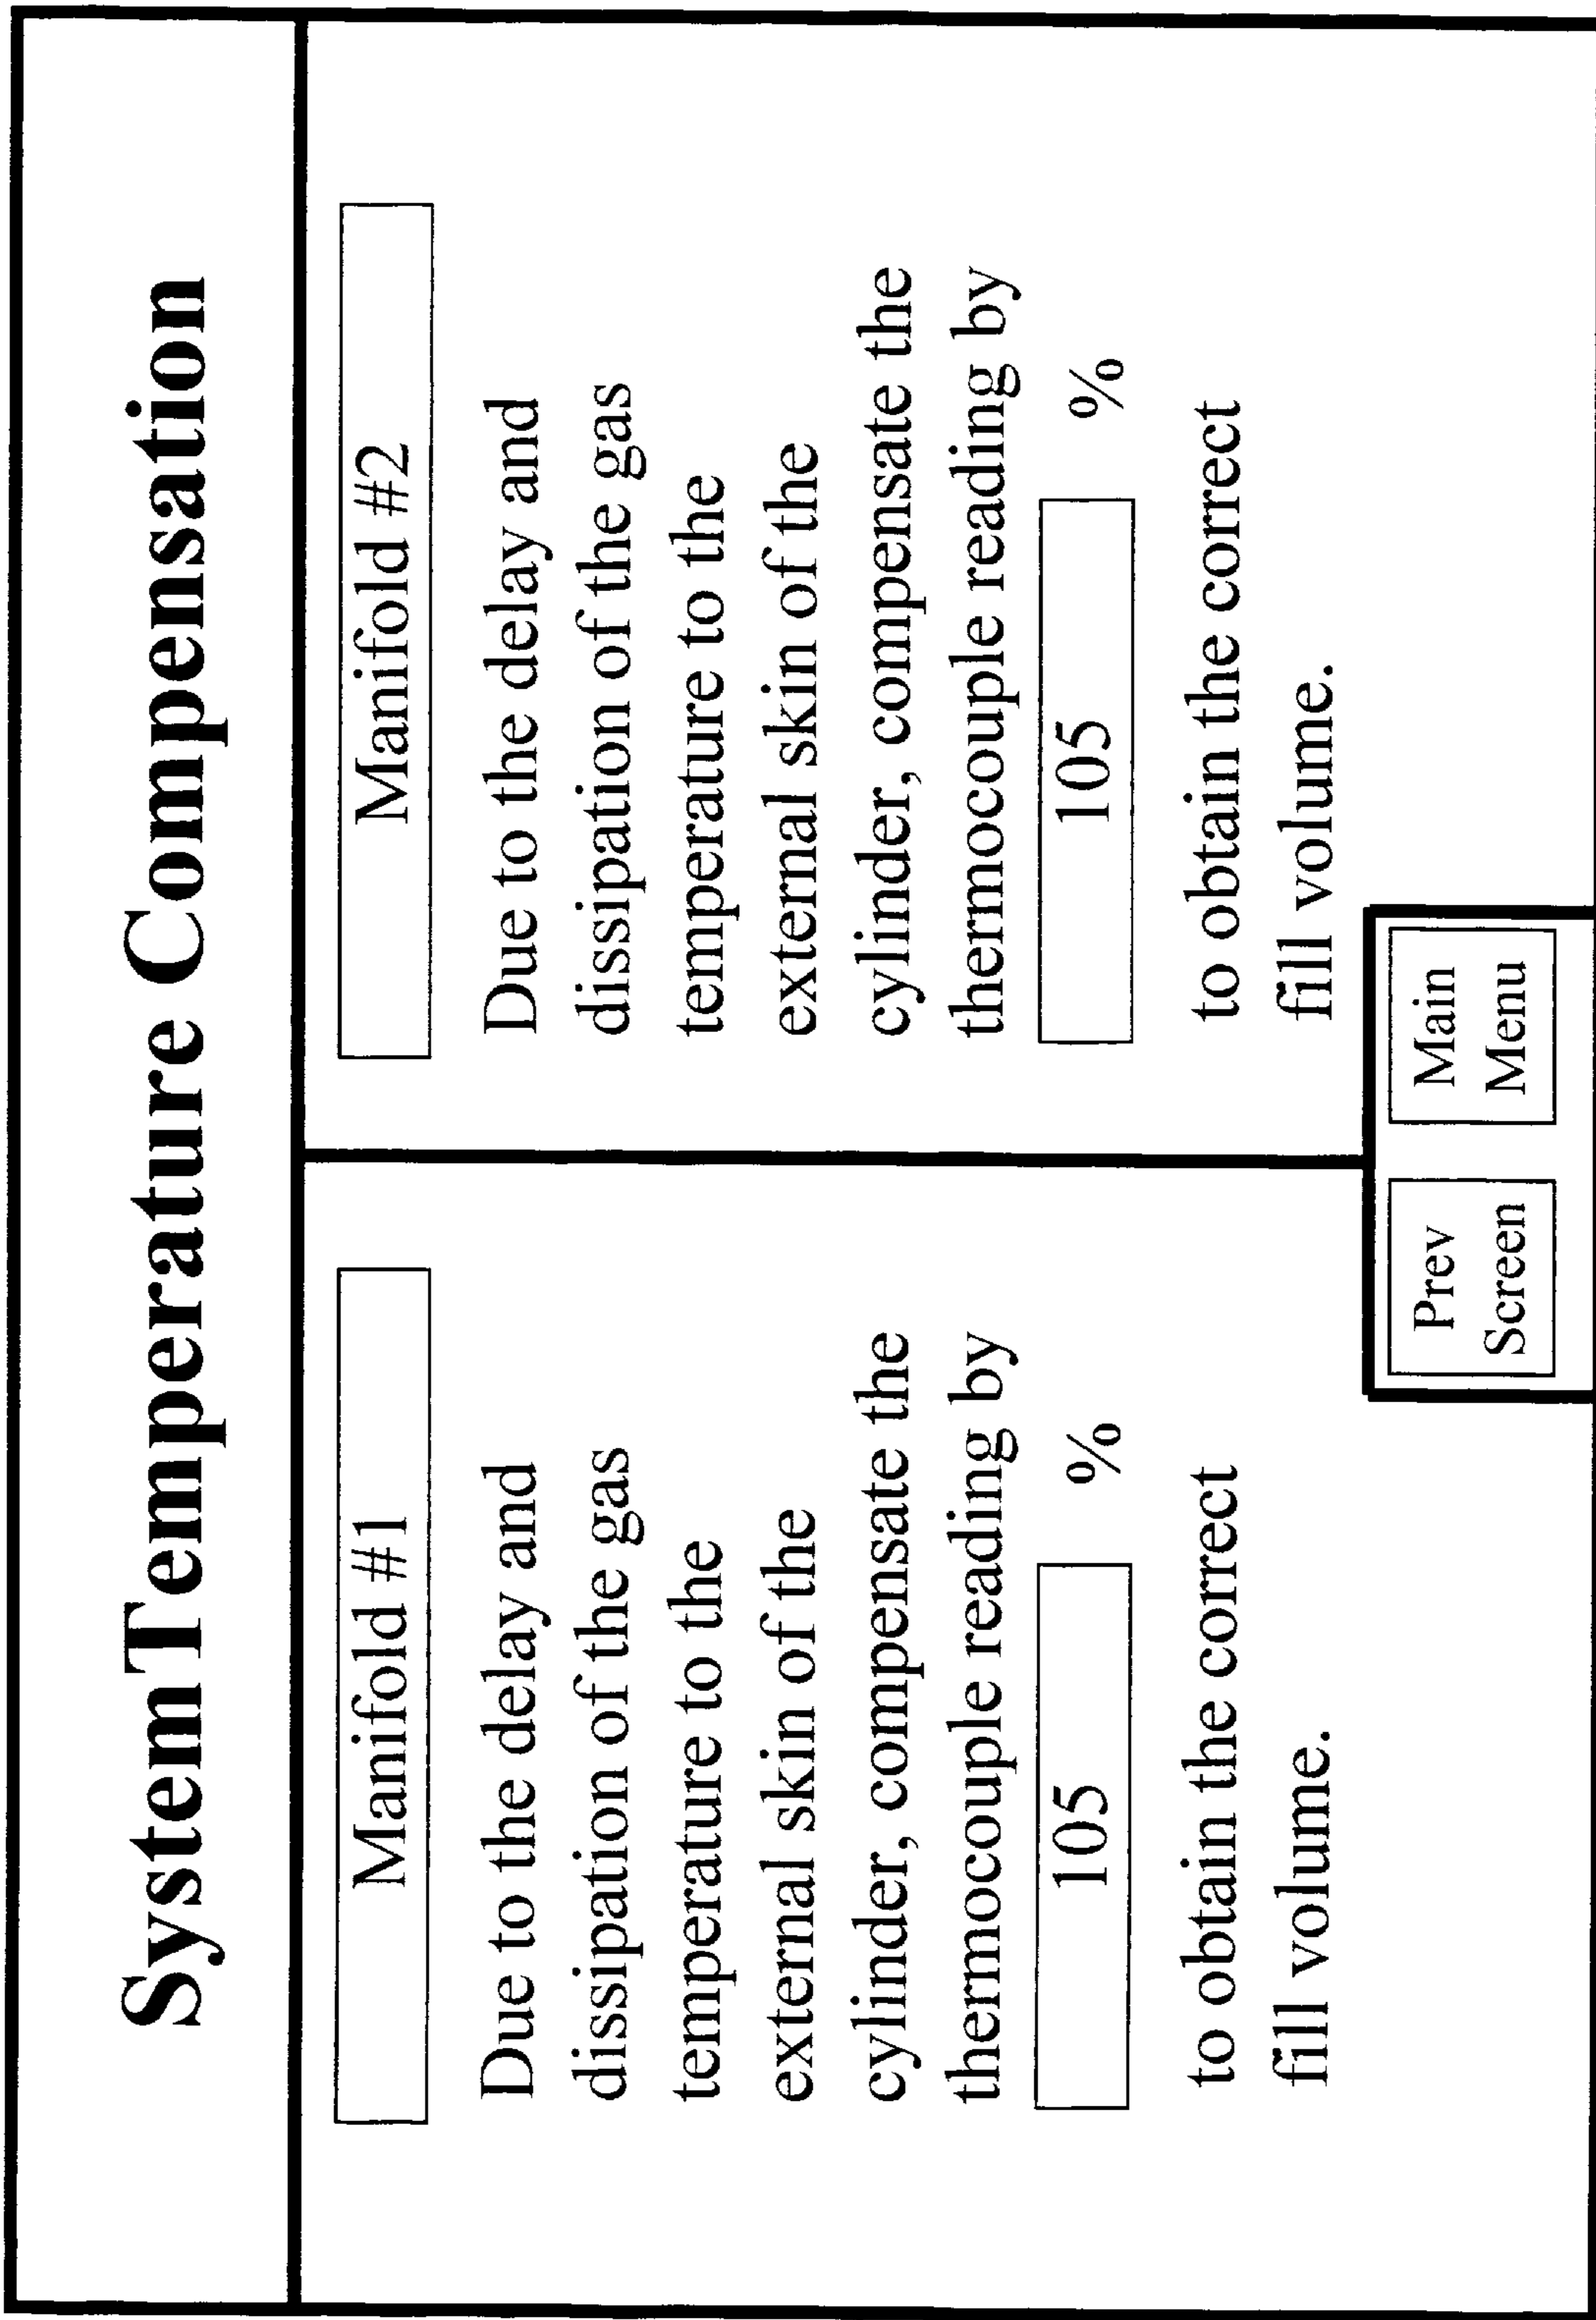 System Temperature Compensation
Manifold #1
Due to the delay and
dissipation of the gas
temperature to the
external skin of the
cylinder, compensate the
thermocouple reading by
105 %
to obtain the correct
fill volume.
Manifold #2
Due to the delay and
dissipation of the gas
temperature to the
external skin of the
cylinder, compensate the
thermocouple reading by
105 %
to obtain the correct
fill volume.
Prev
Screen
Main
Menu